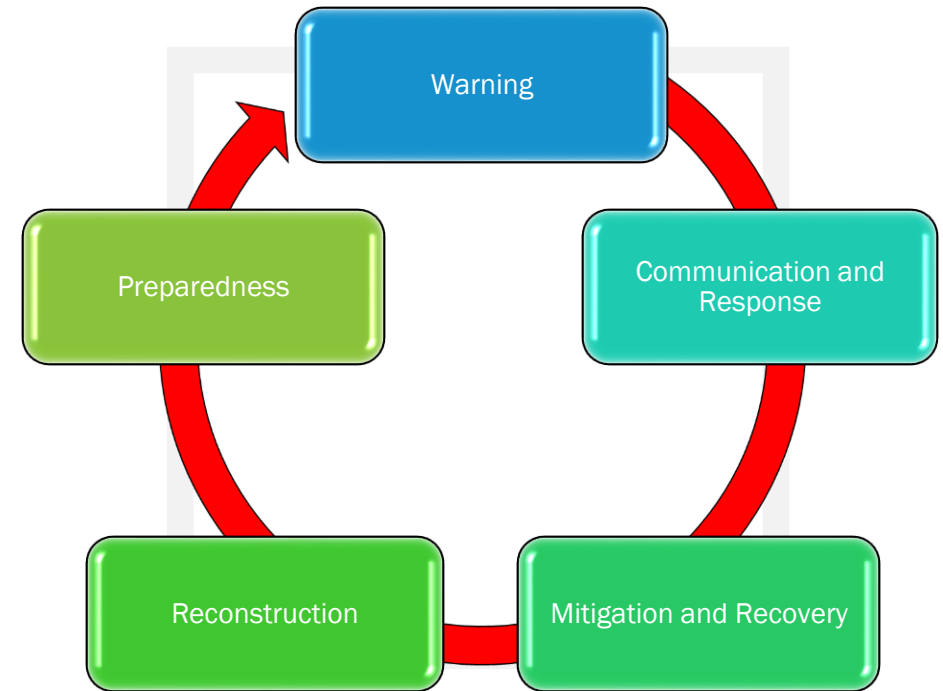 Warning
Communication and
Response
Mitigation and Recovery
Reconstruction
Preparedness